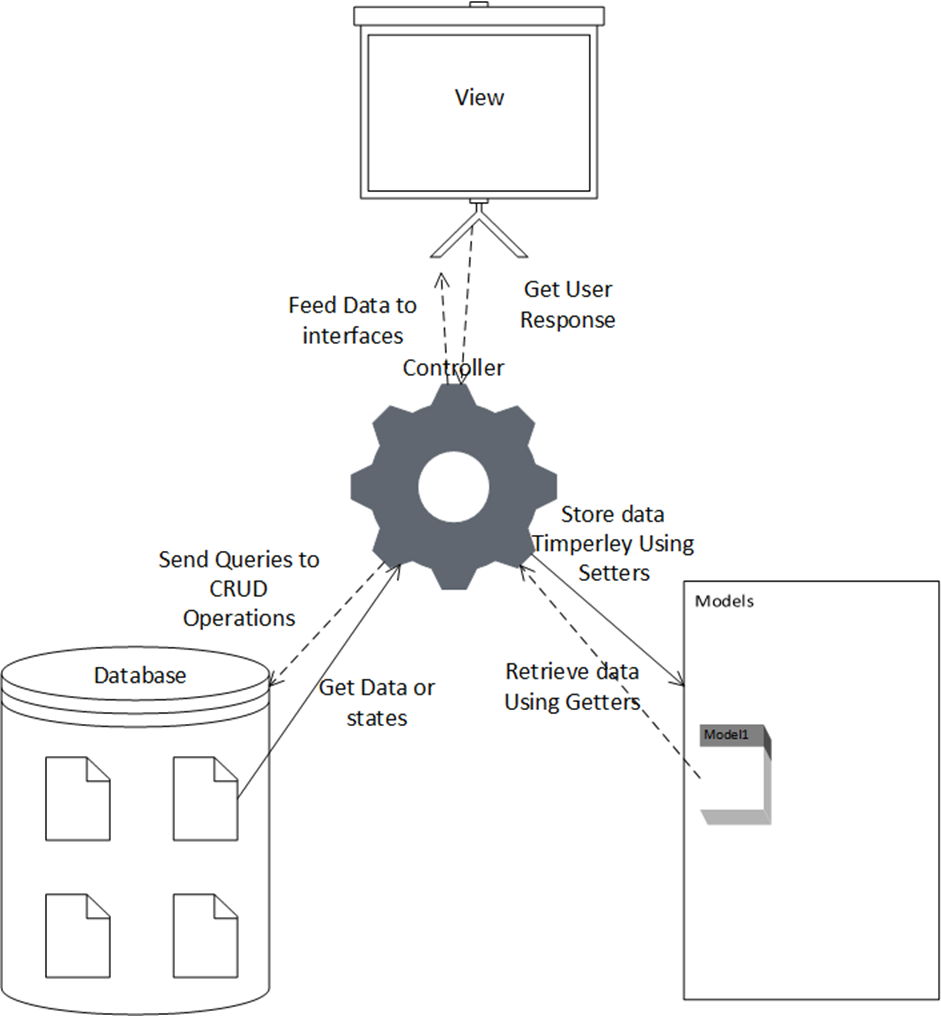 View
Feed Data to
interfaces
Get User
Response
Controller
Store data
Timperley Using
Setters
Send Queries to
CRUD
Operations
Models
Database
Get Data or
states
Retrieve data
Using Getters
Model1